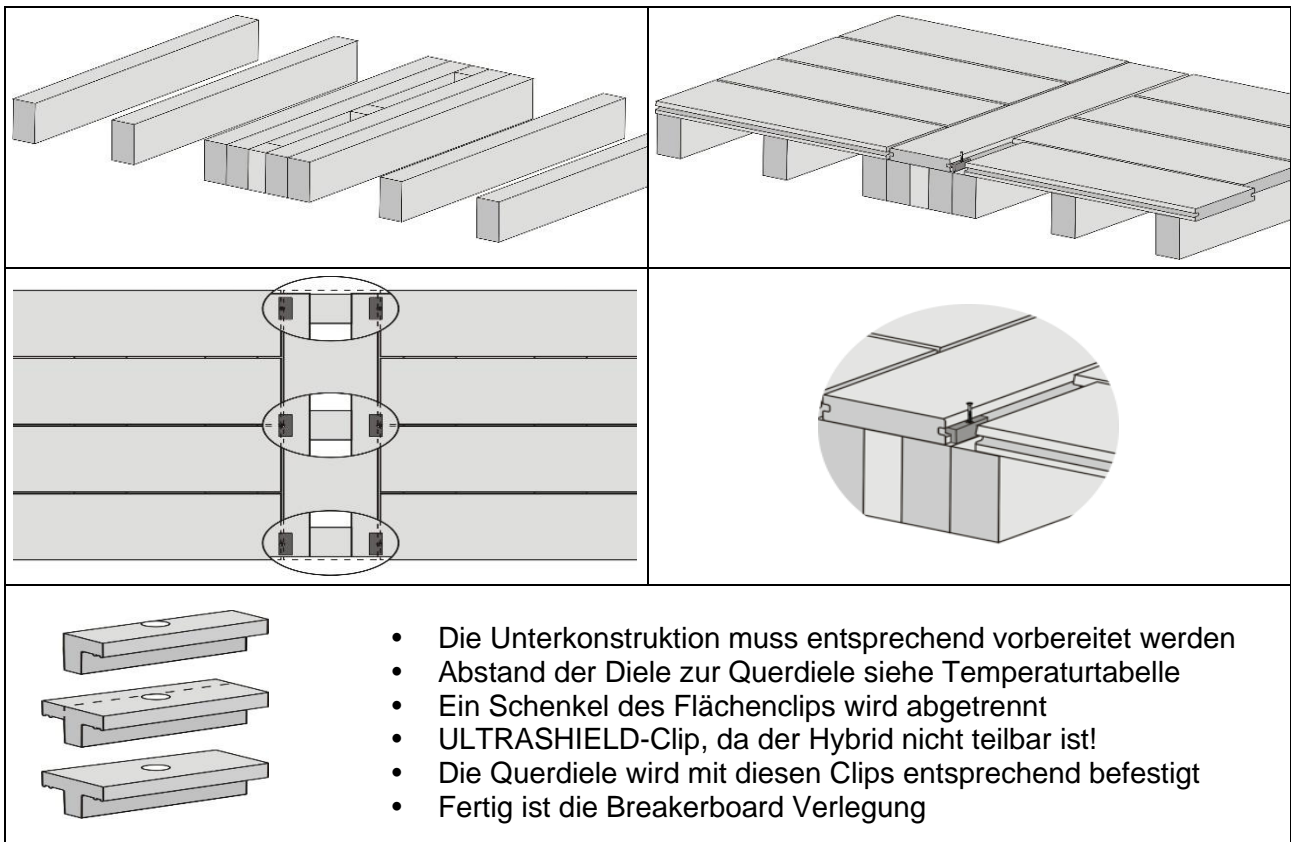 • Die Unterkonstruktion muss entsprechend vorbereitet werden
• Abstand der Diele zur Querdiele siehe Temperaturtabelle
• Ein Schenkel des Flächenclips wird abgetrennt
• ULTRASHIELD-Clip, da der Hybrid nicht teilbar ist!
• Die Querdiele wird mit diesen Clips entsprechend befestigt
• Fertig ist die Breakerboard Verlegung